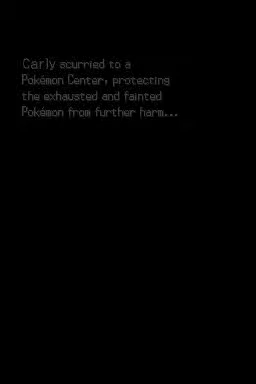 Carly scurried to a
Pokémon Center, protecting
the exhausted and fainted
Pokémon from further harm...